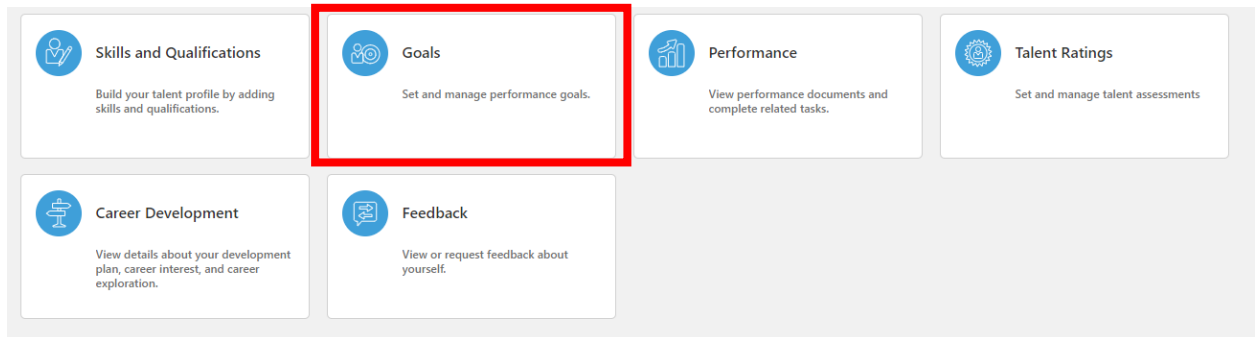 Skills and Qualifications
Build your talent profile by adding
skills and qualifications.
Goals
Set and manage performance goals.
Performance
View performance documents and
complete related tasks.
Talent Ratings
Set and manage talent assessments
Career Development
View details about your development
plan, career interest, and career
exploration.
Feedback
View or request feedback about
yourself.